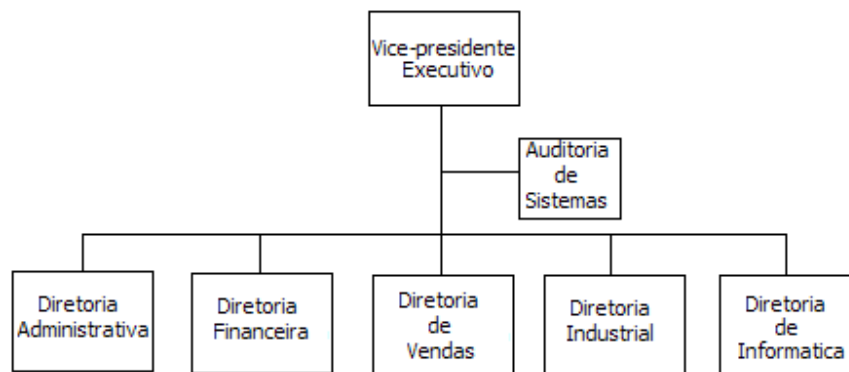 Vice-presidente
Executivo
Auditoria
de
Sistemas
Diretoria
Administrativa
Diretoria
Financeira
Diretoria
de
Vendas
Diretoria
Industrial
Diretoria
de
Informatica